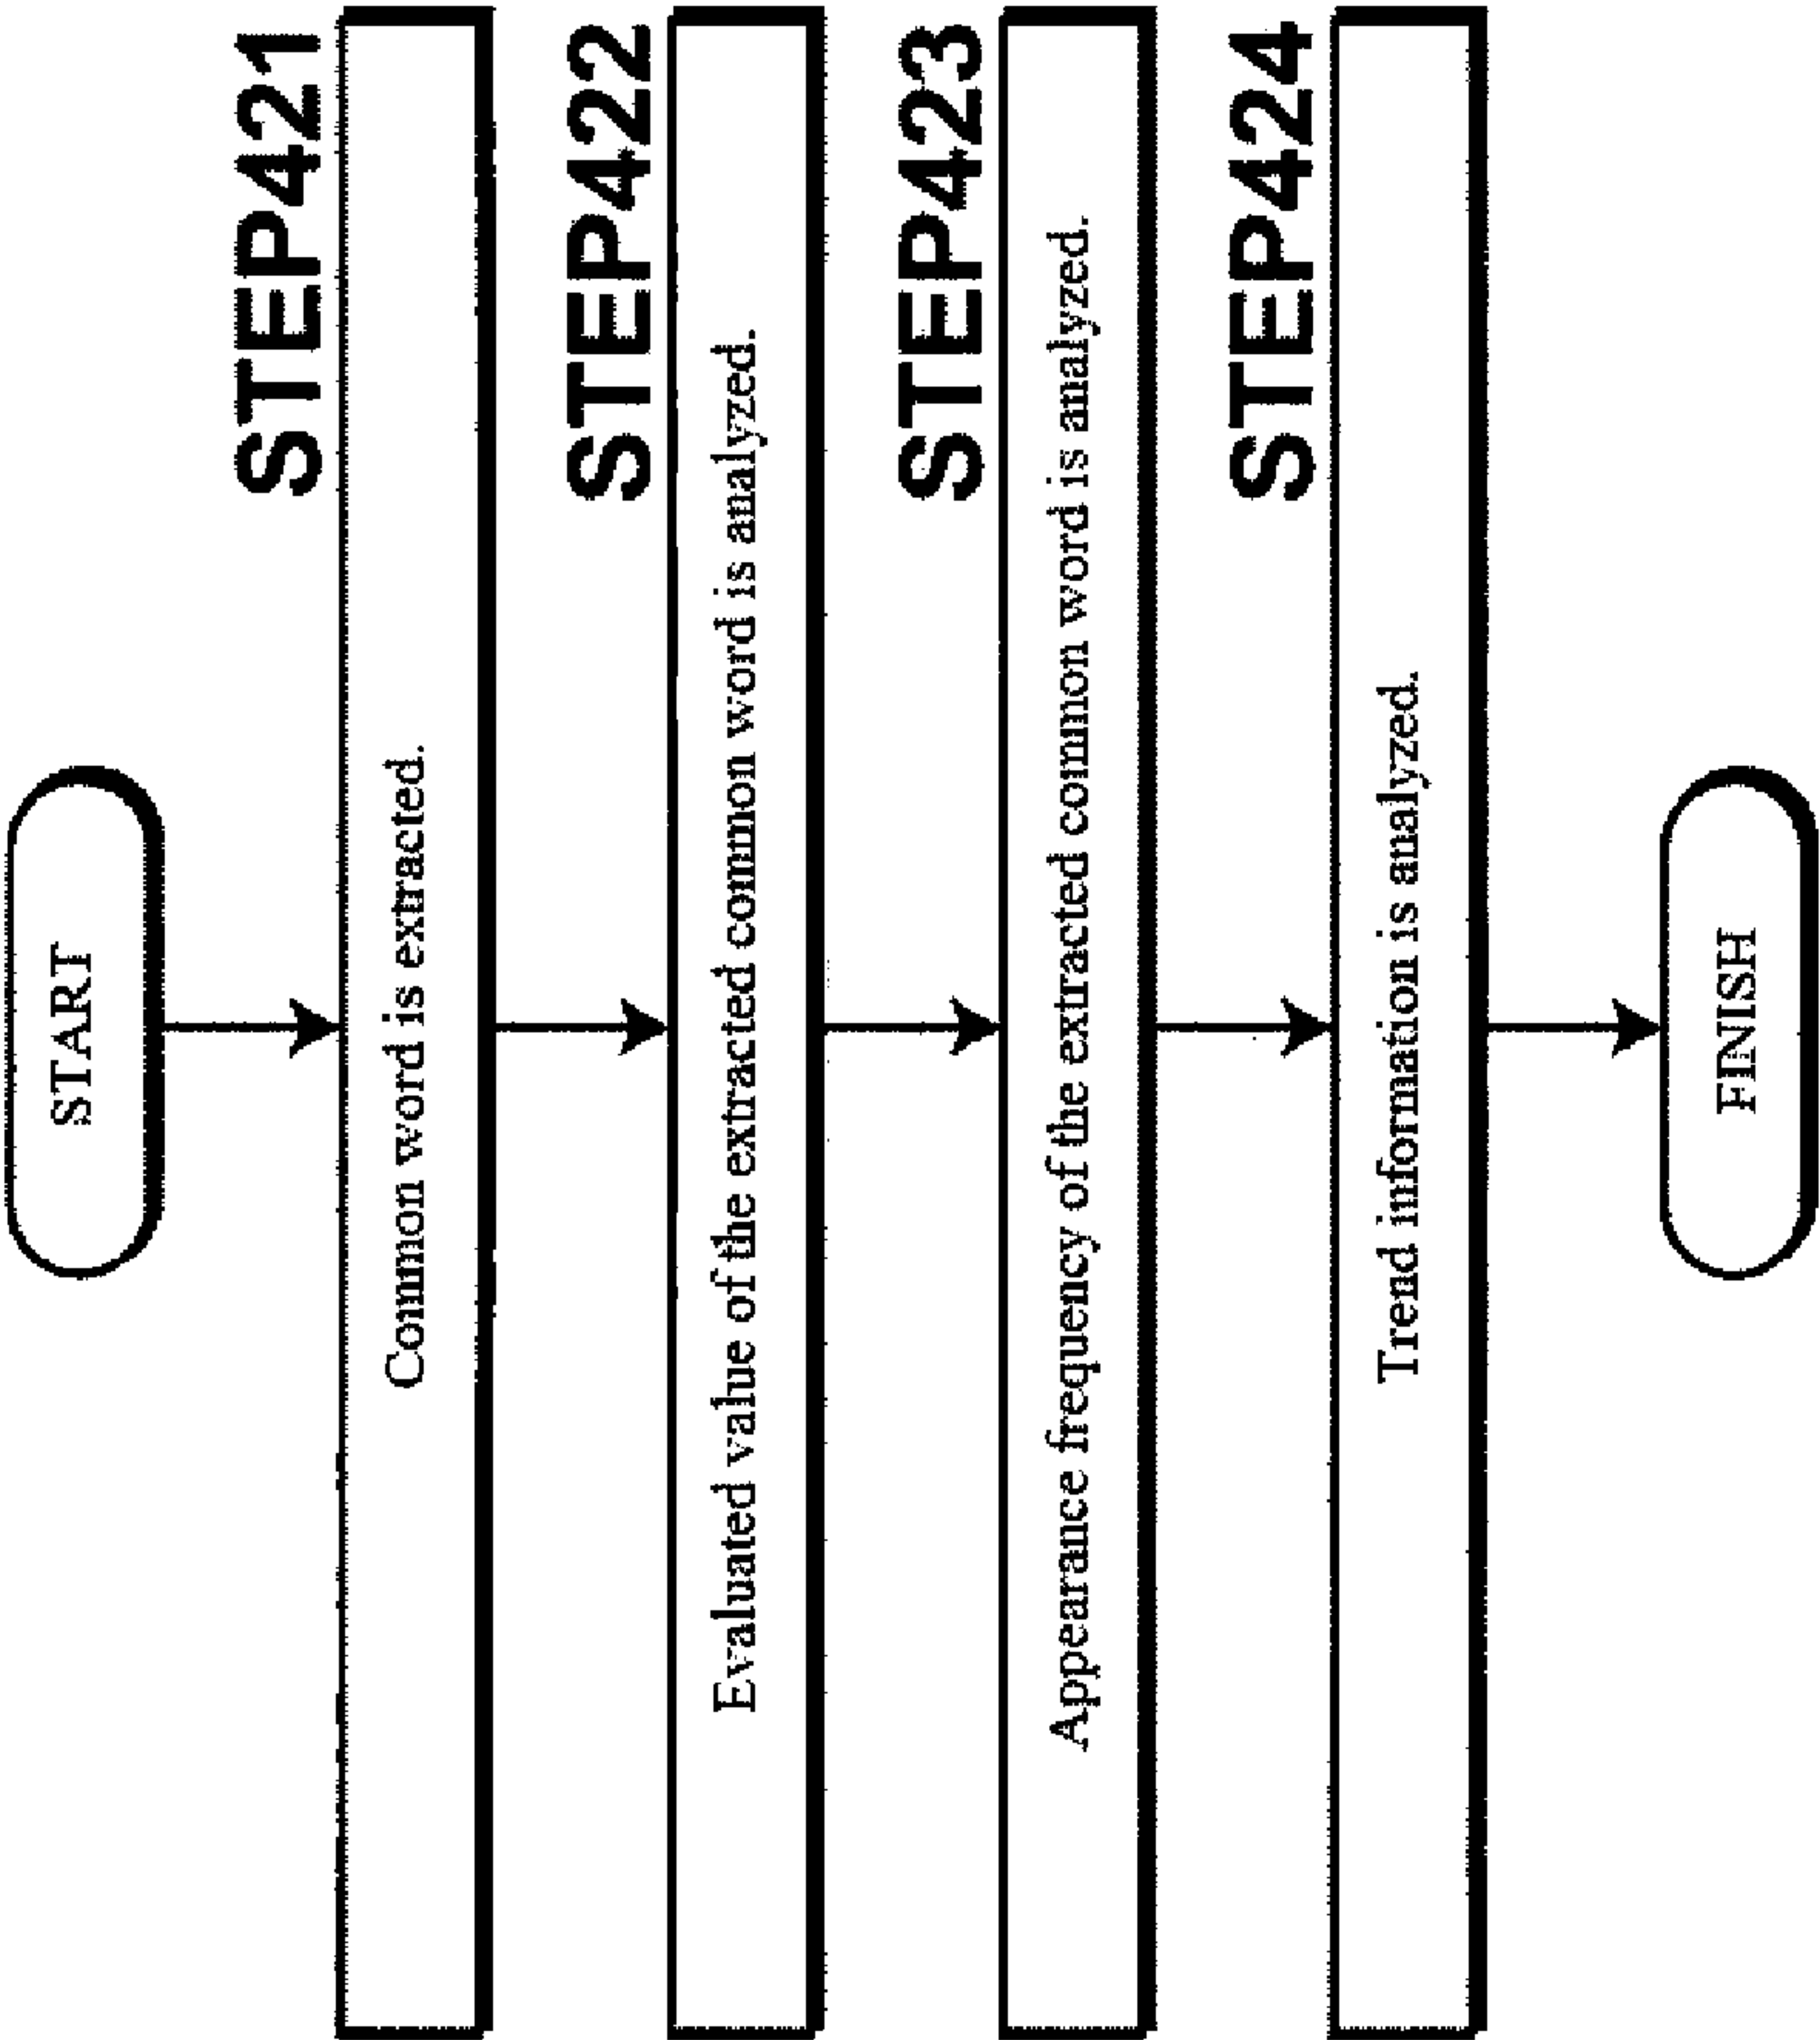 START
STEP421
Common word is extracted.
STEP422
Evaluated value of the extracted common word is analyzed.
STEP423
Appearance frequency of the extracted common word is analyzed.
STEP424
Trend information is analyzed.
FINISH